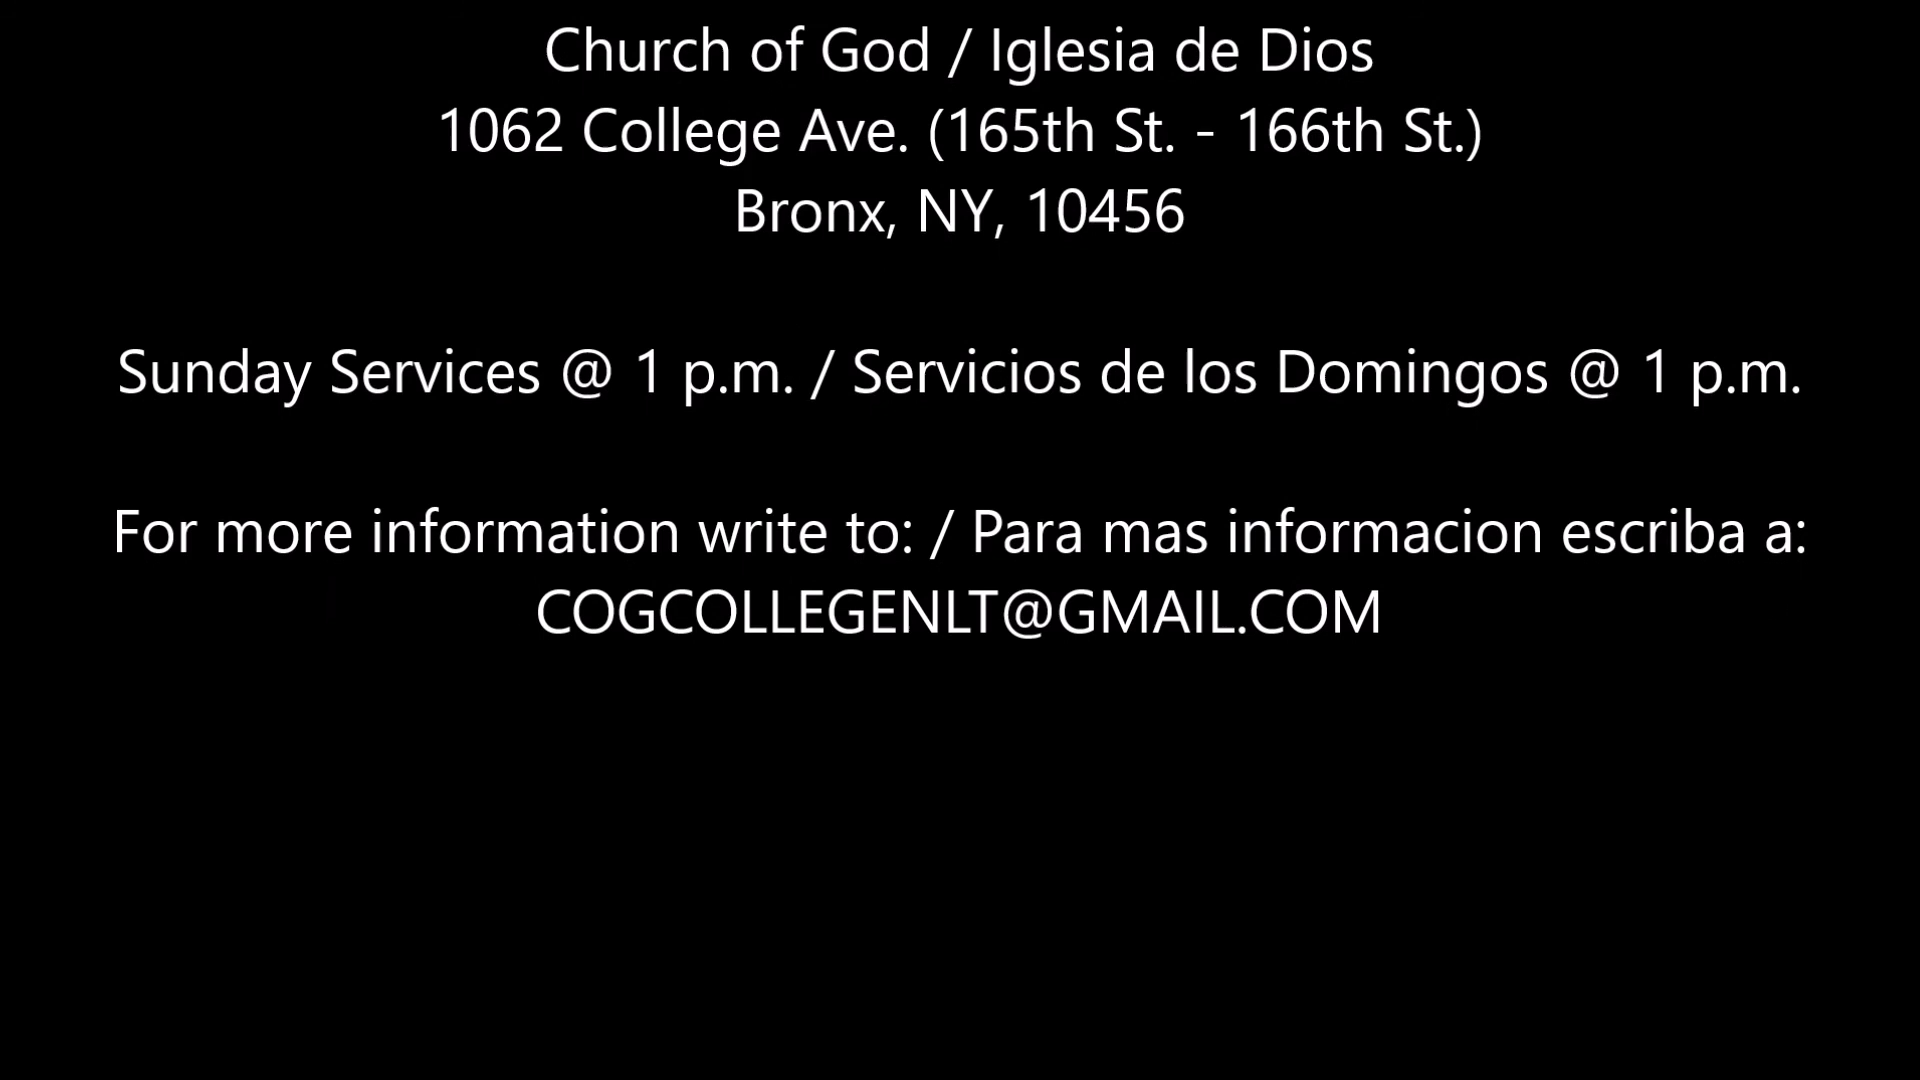 Church of God / Iglesia de Dios
1062 College Ave. (165th St. - 166th St.)
Bronx, NY, 10456
Sunday Services @ 1 p.m. / Servicios de los Domingos @ 1 p.m.
For more information write to: / Para mas informacion escriba a:
COGCOLLEGENLT@GMAIL.COM